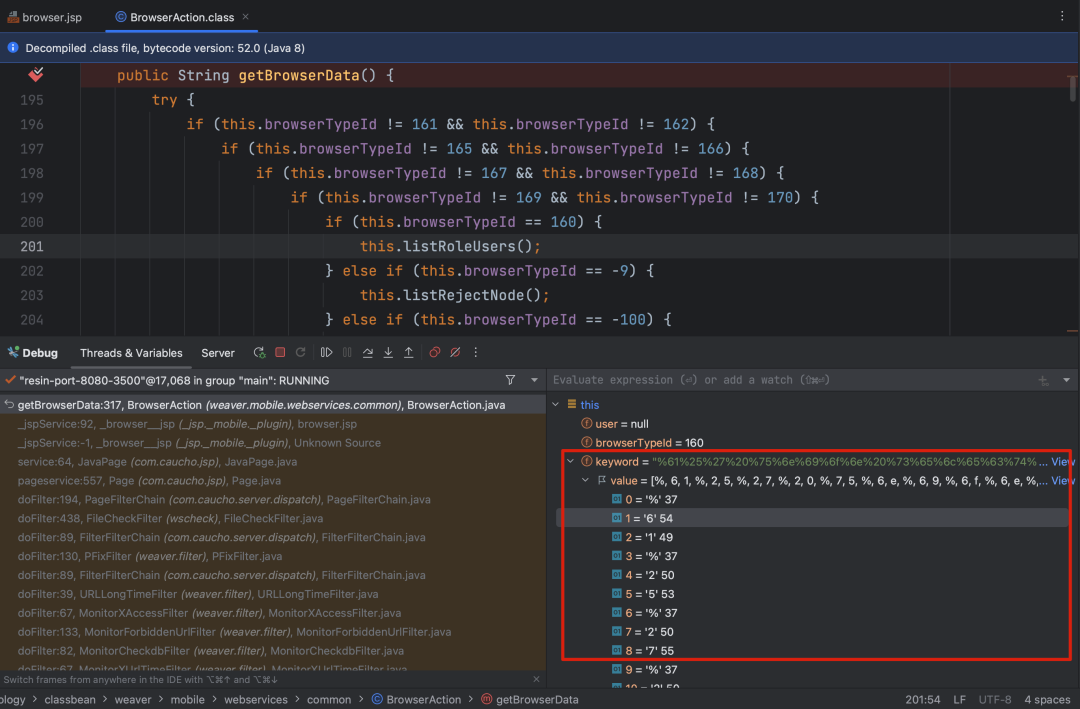 browser.jsp
BrowserAction.class
Decompiled .class file, bytecode version: 52.0 (Java 8)
public String getBrowserData() {
195 try {
196 if (this.browserTypeId != 161 && this.browserTypeId != 162) {
197 if (this.browserTypeId != 165 && this.browserTypeId != 166) {
198 if (this.browserTypeId != 167 && this.browserTypeId != 168) {
199 if (this.browserTypeId != 169 && this.browserTypeId != 170) {
200 if (this.browserTypeId == 160) {
201 this.listRoleUsers();
202 } else if (this.browserTypeId == -9) {
203 this.listRejectNode();
204 } else if (this.browserTypeId == -100) {
Debug Threads & Variables Server
"resin-port-8080-3500"@17,068 in group "main": RUNNING
getBrowserData:317, BrowserAction (weaver.mobile.webservices.common), BrowserAction.java
_jspService:92, _browser__jsp (_jsp._mobile._plugin), browser.jsp
_jspService:-1, _browser__jsp (_jsp._mobile._plugin), Unknown Source
service:64, JavaPage (com.caucho.jsp), JavaPage.java
pageservice:557, Page (com.caucho.jsp), Page.java
doFilter:194, PageFilterChain (com.caucho.server.dispatch), PageFilterChain.java
doFilter:438, FileCheckFilter (wscheck), FileCheckFilter.java
doFilter:89, FilterFilterChain (com.caucho.server.dispatch), FilterFilterChain.java
doFilter:130, PFixFilter (weaver.filter), PFixFilter.java
doFilter:89, FilterFilterChain (com.caucho.server.dispatch), FilterFilterChain.java
doFilter:39, URLLongTimeFilter (weaver.filter), URLLongTimeFilter.java
doFilter:67, MonitorXAccessFilter (weaver.filter), MonitorXAccessFilter.java
doFilter:133, MonitorForbiddenUrlFilter (weaver.filter), MonitorForbiddenUrlFilter.java
doFilter:82, MonitorCheckdbFilter (weaver.filter), MonitorCheckdbFilter.java
doFilter:67, MonitorXUrlTimeFilter (weaver.filter), MonitorXUrlTimeFilter.java
Switch frames from anywhere in the IDE with ⌥⌘↑ and ⌥⌘↓
Evaluate expression (⏎) or add a watch (⇧⌘⏎)
this
user = null
browserTypeId = 160
keyword = "%61%25%27%20%75%6e%69%6f%6e%20%73%65%6c%65%63%74%... View
value = [%, 6, 1, %, 2, 5, %, 2, 7, %, 2, 0, %, 7, 5, %, 6, e, %, 6, 9, %, 6, f, %, 6, e, %,... View
0 = '%' 37
1 = '6' 54
2 = '1' 49
3 = '%' 37
4 = '2' 50
5 = '5' 53
6 = '%' 37
7 = '2' 50
8 = '7' 55
9 = '%' 37
10 = '2' 50
ology > classbean > weaver > mobile > webservices > common > BrowserAction > getBrowserData
201:54 LF UTF-8 4 spaces